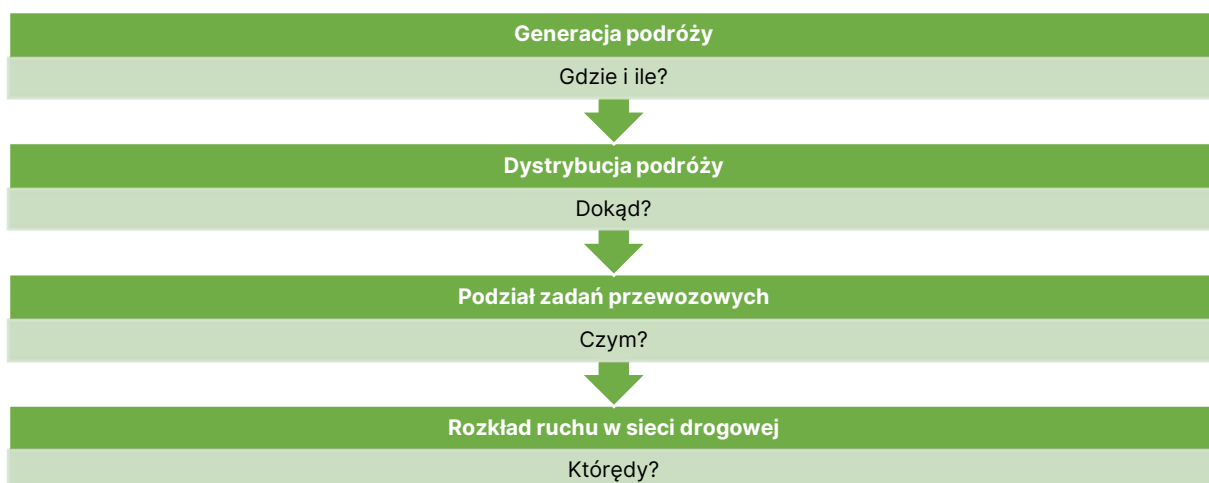 Generacja podróży
Gdzie i ile?
Dystrybucja podróży
Dokąd?
Podział zadań przewozowych
Czym?
Rozkład ruchu w sieci drogowej
Którędy?